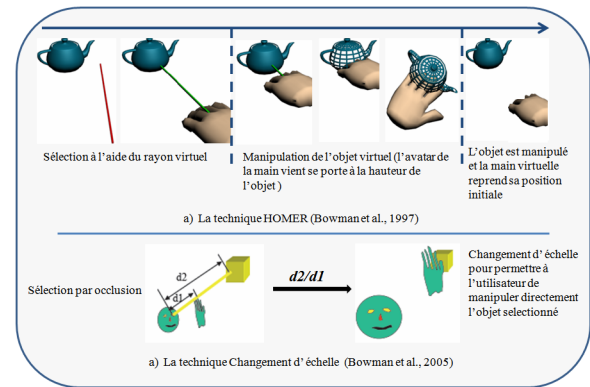 Sélection à l'aide du rayon virtuel
Manipulation de l'objet virtuel (l'avatar de
la main vient se porte à la hauteur de
l'objet )
L'objet est manipulé
et la main virtuelle
reprend sa position
initiale
a) La technique HOMER (Bowman et al., 1997)
Sélection par occlusion
d2
d1
d2/d1
Changement d' échelle
pour permettre à
l'utilisateur de
manipuler directement
l'objet selectionné
a) La technique Changement d' échelle (Bowman et al., 2005)